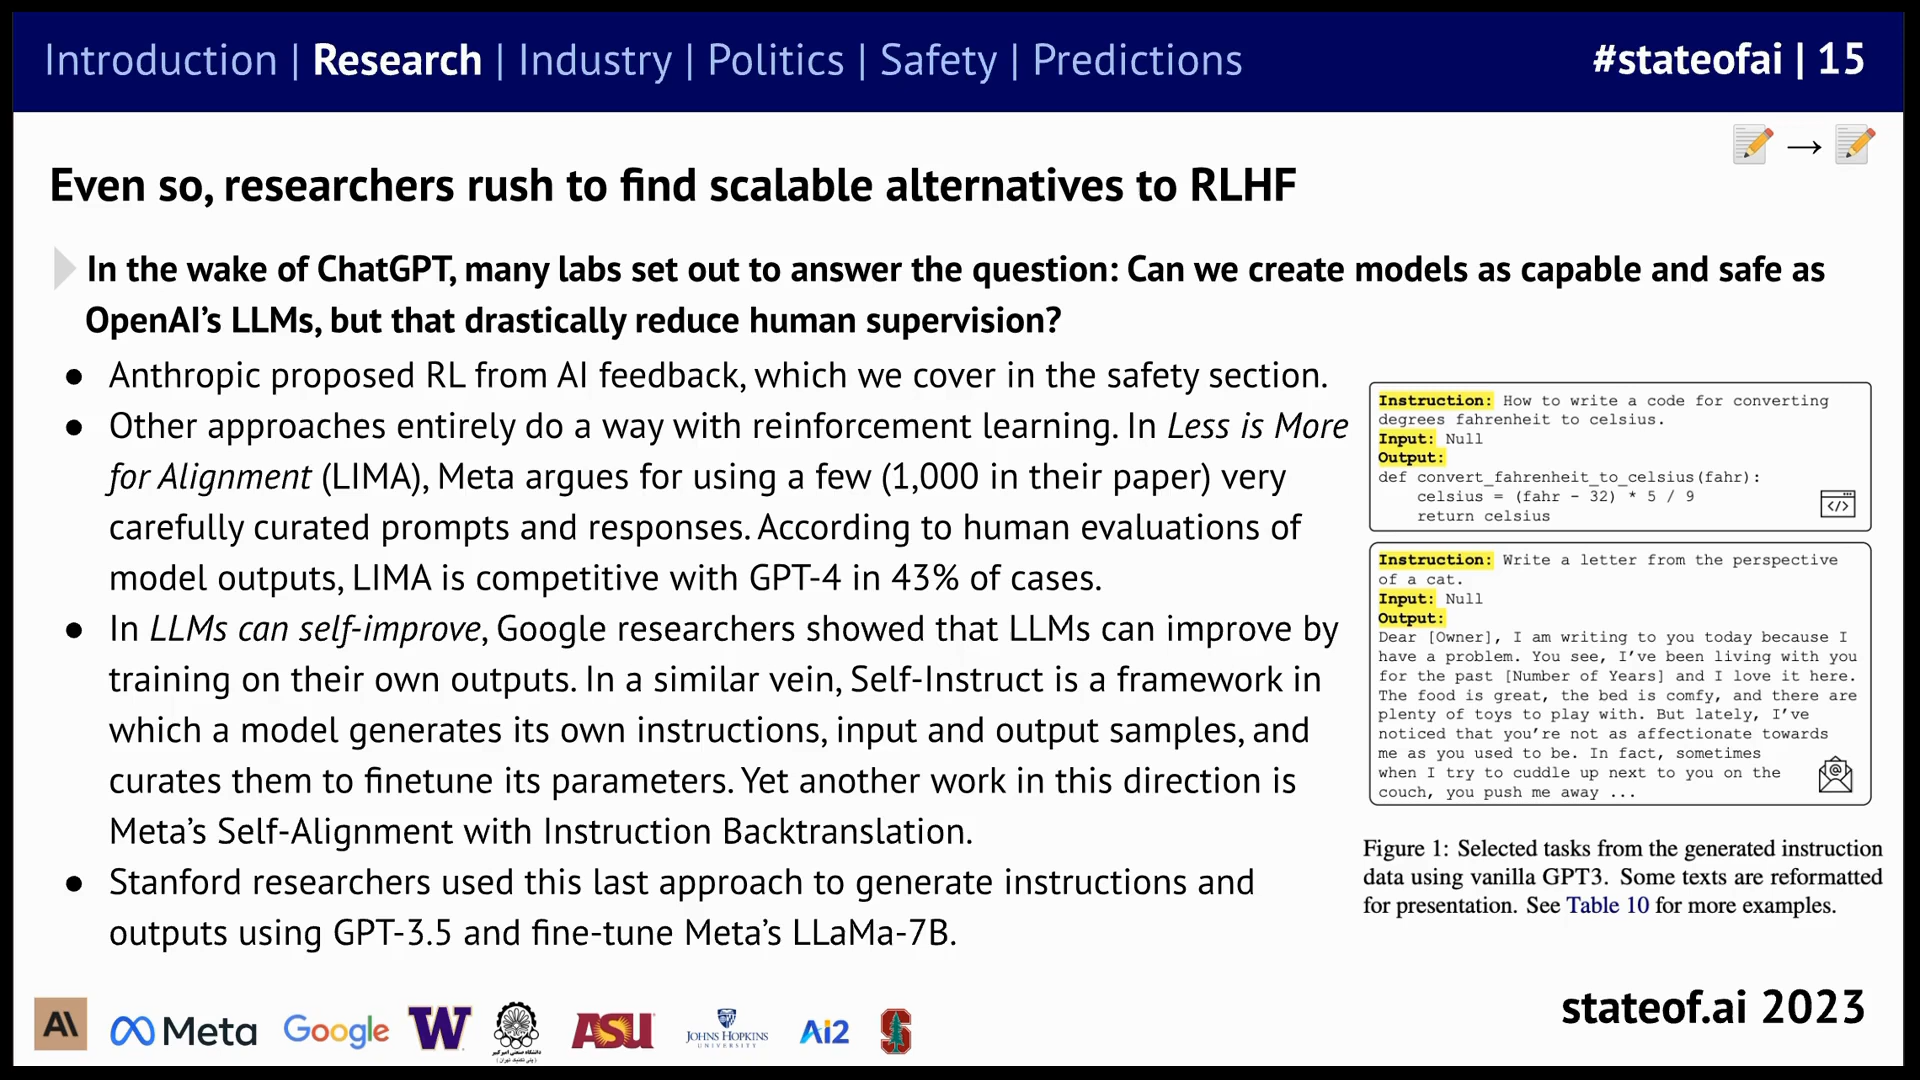 Introduction | Research | Industry | Politics | Safety | Predictions
#stateofai | 15
Even so, researchers rush to find scalable alternatives to RLHF
In the wake of ChatGPT, many labs set out to answer the question: Can we create models as capable and safe as
OpenAI’s LLMs, but that drastically reduce human supervision?
● Anthropic proposed RL from AI feedback, which we cover in the safety section.
● Other approaches entirely do a way with reinforcement learning. In Less is More
for Alignment (LIMA), Meta argues for using a few (1,000 in their paper) very
carefully curated prompts and responses. According to human evaluations of
model outputs, LIMA is competitive with GPT-4 in 43% of cases.
● In LLMs can self-improve, Google researchers showed that LLMs can improve by
training on their own outputs. In a similar vein, Self-Instruct is a framework in
which a model generates its own instructions, input and output samples, and
curates them to finetune its parameters. Yet another work in this direction is
Meta’s Self-Alignment with Instruction Backtranslation.
● Stanford researchers used this last approach to generate instructions and
outputs using GPT-3.5 and fine-tune Meta’s LLaMa-7B.
Instruction: How to write a code for converting
degrees fahrenheit to celsius.
Input: Null
Output:
def convert_fahrenheit_to_celsius(fahr):
    celsius = (fahr - 32) * 5 / 9
    return celsius
</>
Instruction: Write a letter from the perspective
of a cat.
Input: Null
Output:
Dear [Owner], I am writing to you today because I
have a problem. You see, I’ve been living with you
for the past [Number of Years] and I love it here.
The food is great, the bed is comfy, and there are
plenty of toys to play with. But lately, I’ve
noticed that you’re not as affectionate towards
me as you used to be. In fact, sometimes
when I try to cuddle up next to you on the
couch, you push me away ...
@
Figure 1: Selected tasks from the generated instruction
data using vanilla GPT3. Some texts are reformatted
for presentation. See Table 10 for more examples.
AI
Meta
Google
W
دانشگاه صنعتی امیرکبیر
(پلی تکنیک تهران)
ASU
JOHNS HOPKINS
UNIVERSITY
Ai2
S
stateof.ai 2023